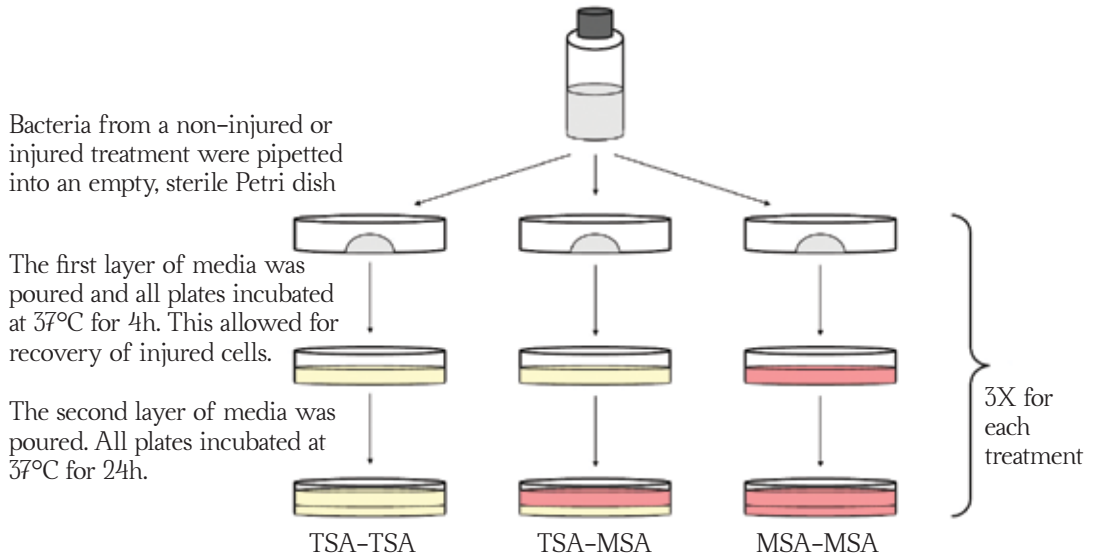 Bacteria from a non-injured or
injured treatment were pipetted
into an empty, sterile Petri dish
The first layer of media was
poured and all plates incubated
at 37°C for 4h. This allowed for
recovery of injured cells.
The second layer of media was
poured. All plates incubated at
37°C for 24h.
3X for
each
treatment
TSA-TSA
TSA-MSA
MSA-MSA